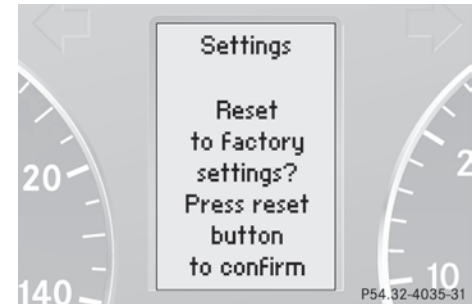 Settings
Reset
to factory
settings?
Press reset
button
to confirm
20
140
2
10
P54.32-4035-31